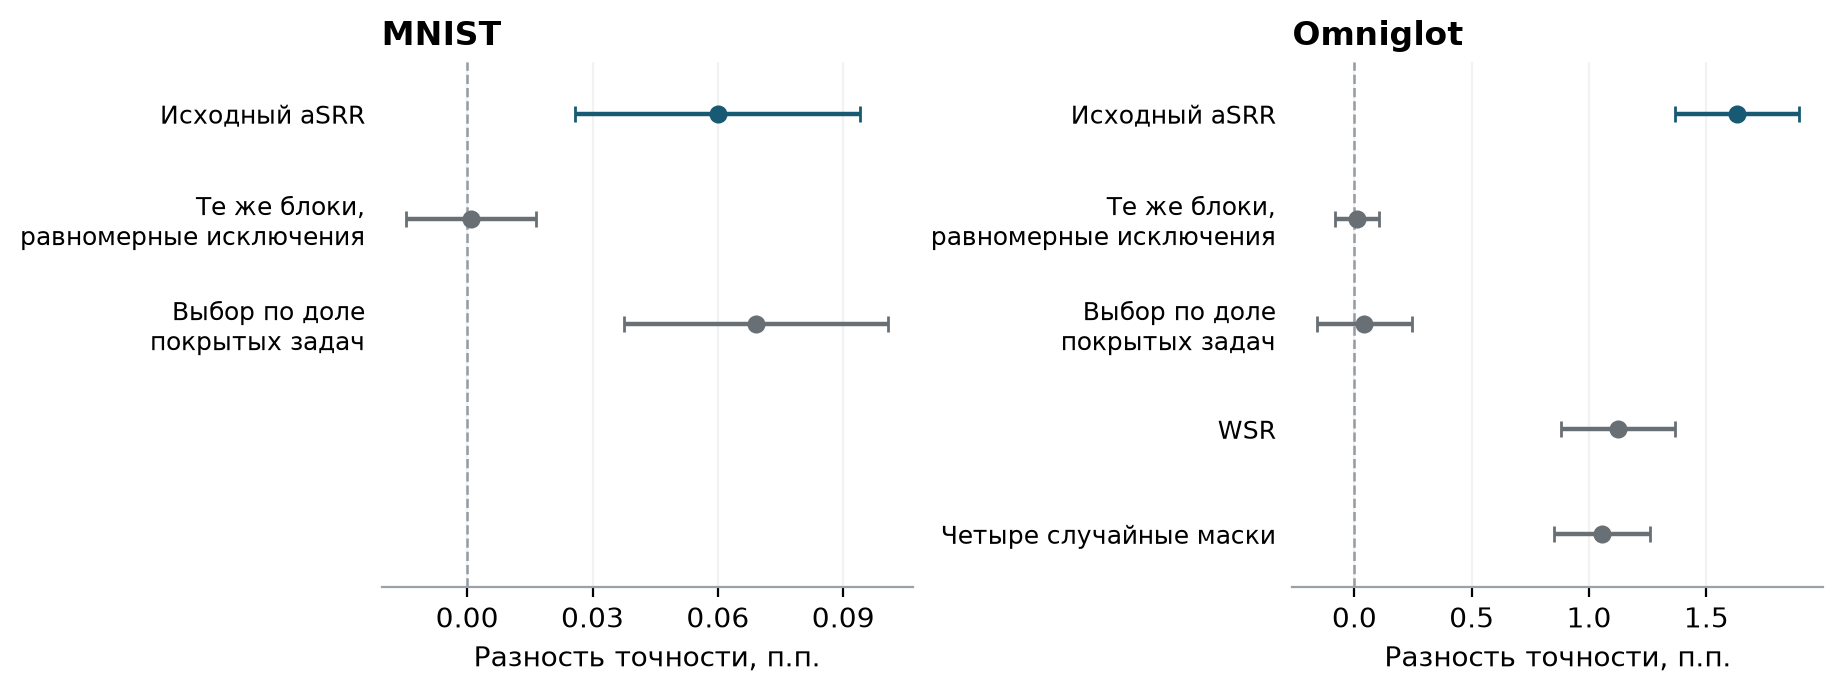 MNIST
Исходный aSRR
Те же блоки,
равномерные исключения
Выбор по доле
покрытых задач
0.00 0.03 0.06 0.09
Разность точности, п.п.
Omniglot
Исходный aSRR
Те же блоки,
равномерные исключения
Выбор по доле
покрытых задач
WSR
Четыре случайные маски
0.0 0.5 1.0 1.5
Разность точности, п.п.